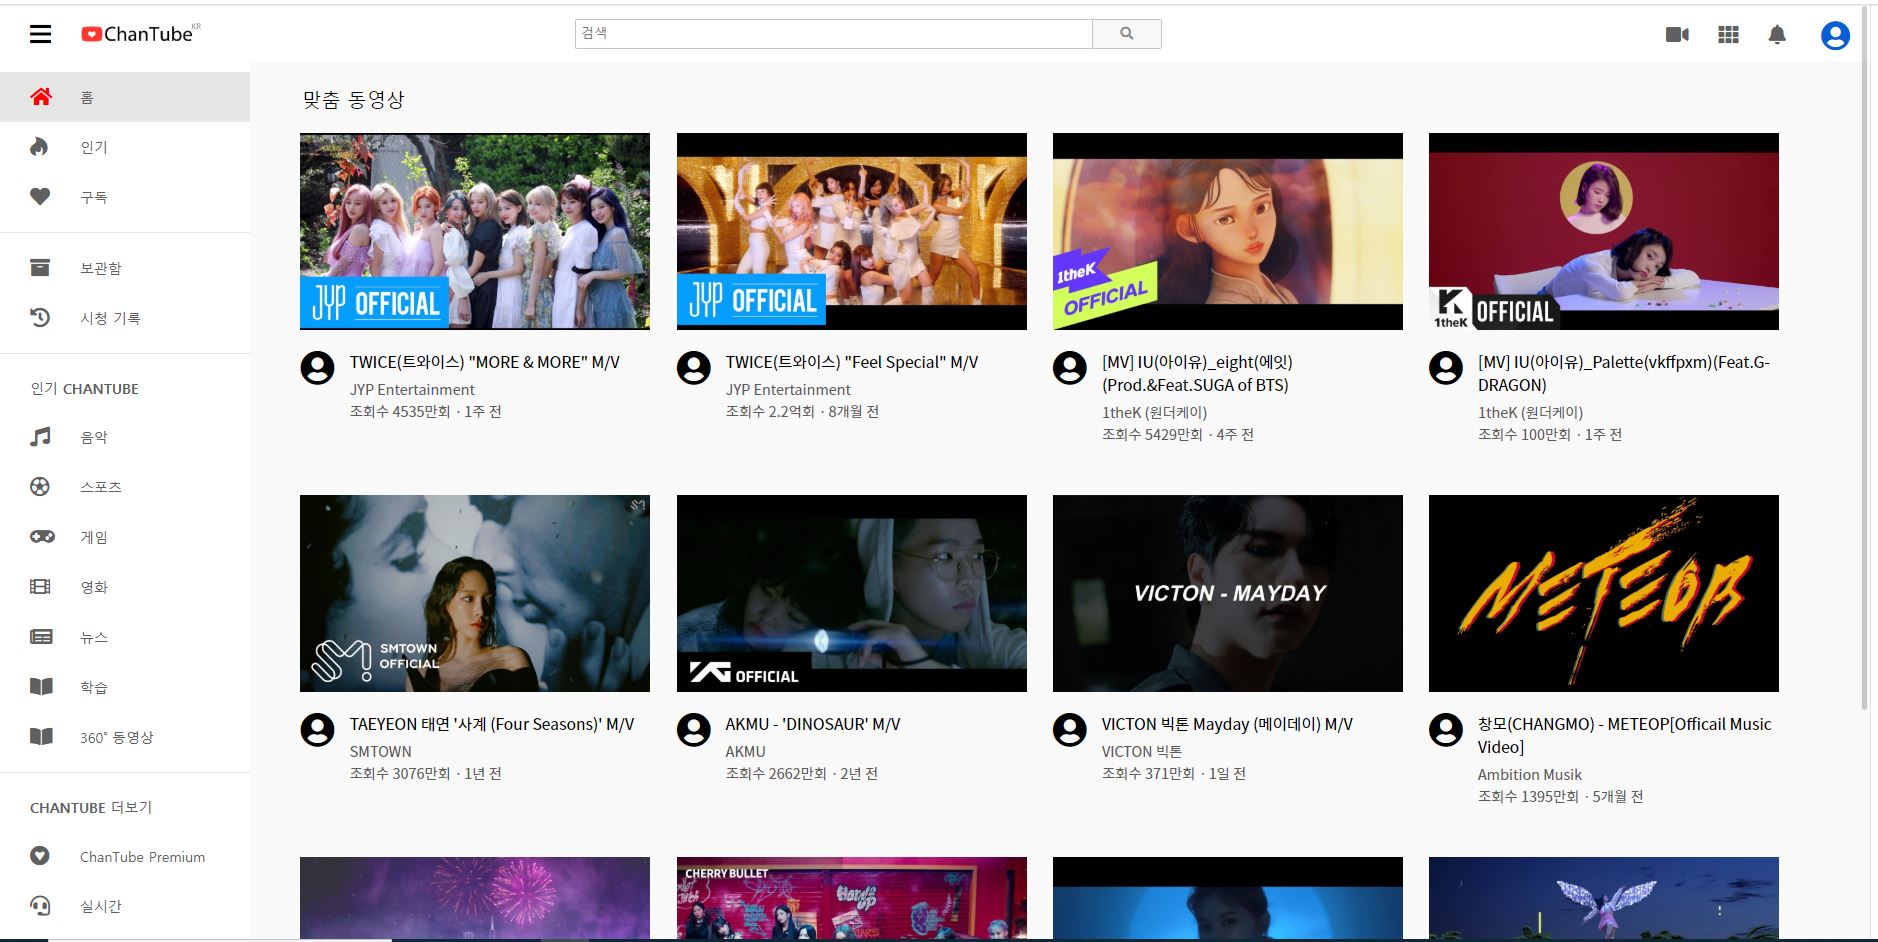 ChanTube KR
검색
홈
인기
구독
보관함
시청 기록
인기 CHANTUBE
음악
스포츠
게임
영화
뉴스
학습
360° 동영상
CHANTUBE 더보기
ChanTube Premium
실시간
맞춤 동영상
MORE & MORE
JYP OFFICIAL
TWICE(트와이스) "MORE & MORE" M/V
JYP Entertainment
조회수 4535만회 · 1주 전
JYP OFFICIAL
TWICE(트와이스) "Feel Special" M/V
JYP Entertainment
조회수 2.2억회 · 8개월 전
1theK
OFFICIAL
[MV] IU(아이유)_eight(에잇)
(Prod.&Feat.SUGA of BTS)
1theK (원더케이)
조회수 5429만회 · 4주 전
K
1theK OFFICIAL
[MV] IU(아이유)_Palette(vkffpxm)(Feat.G-
DRAGON)
1theK (원더케이)
조회수 100만회 · 1주 전
SM
SMTOWN
OFFICIAL
TAEYEON 태연 '사계 (Four Seasons)' M/V
SMTOWN
조회수 3076만회 · 1년 전
YG OFFICIAL
AKMU - 'DINOSAUR' M/V
AKMU
조회수 2662만회 · 2년 전
VICTON - MAYDAY
VICTON 빅톤 Mayday (메이데이) M/V
VICTON 빅톤
조회수 371만회 · 1일 전
METEOR
창모(CHANGMO) - METEOP[Officail Music
Video]
Ambition Musik
조회수 1395만회 · 5개월 전
CHERRY BULLET
Hands UP